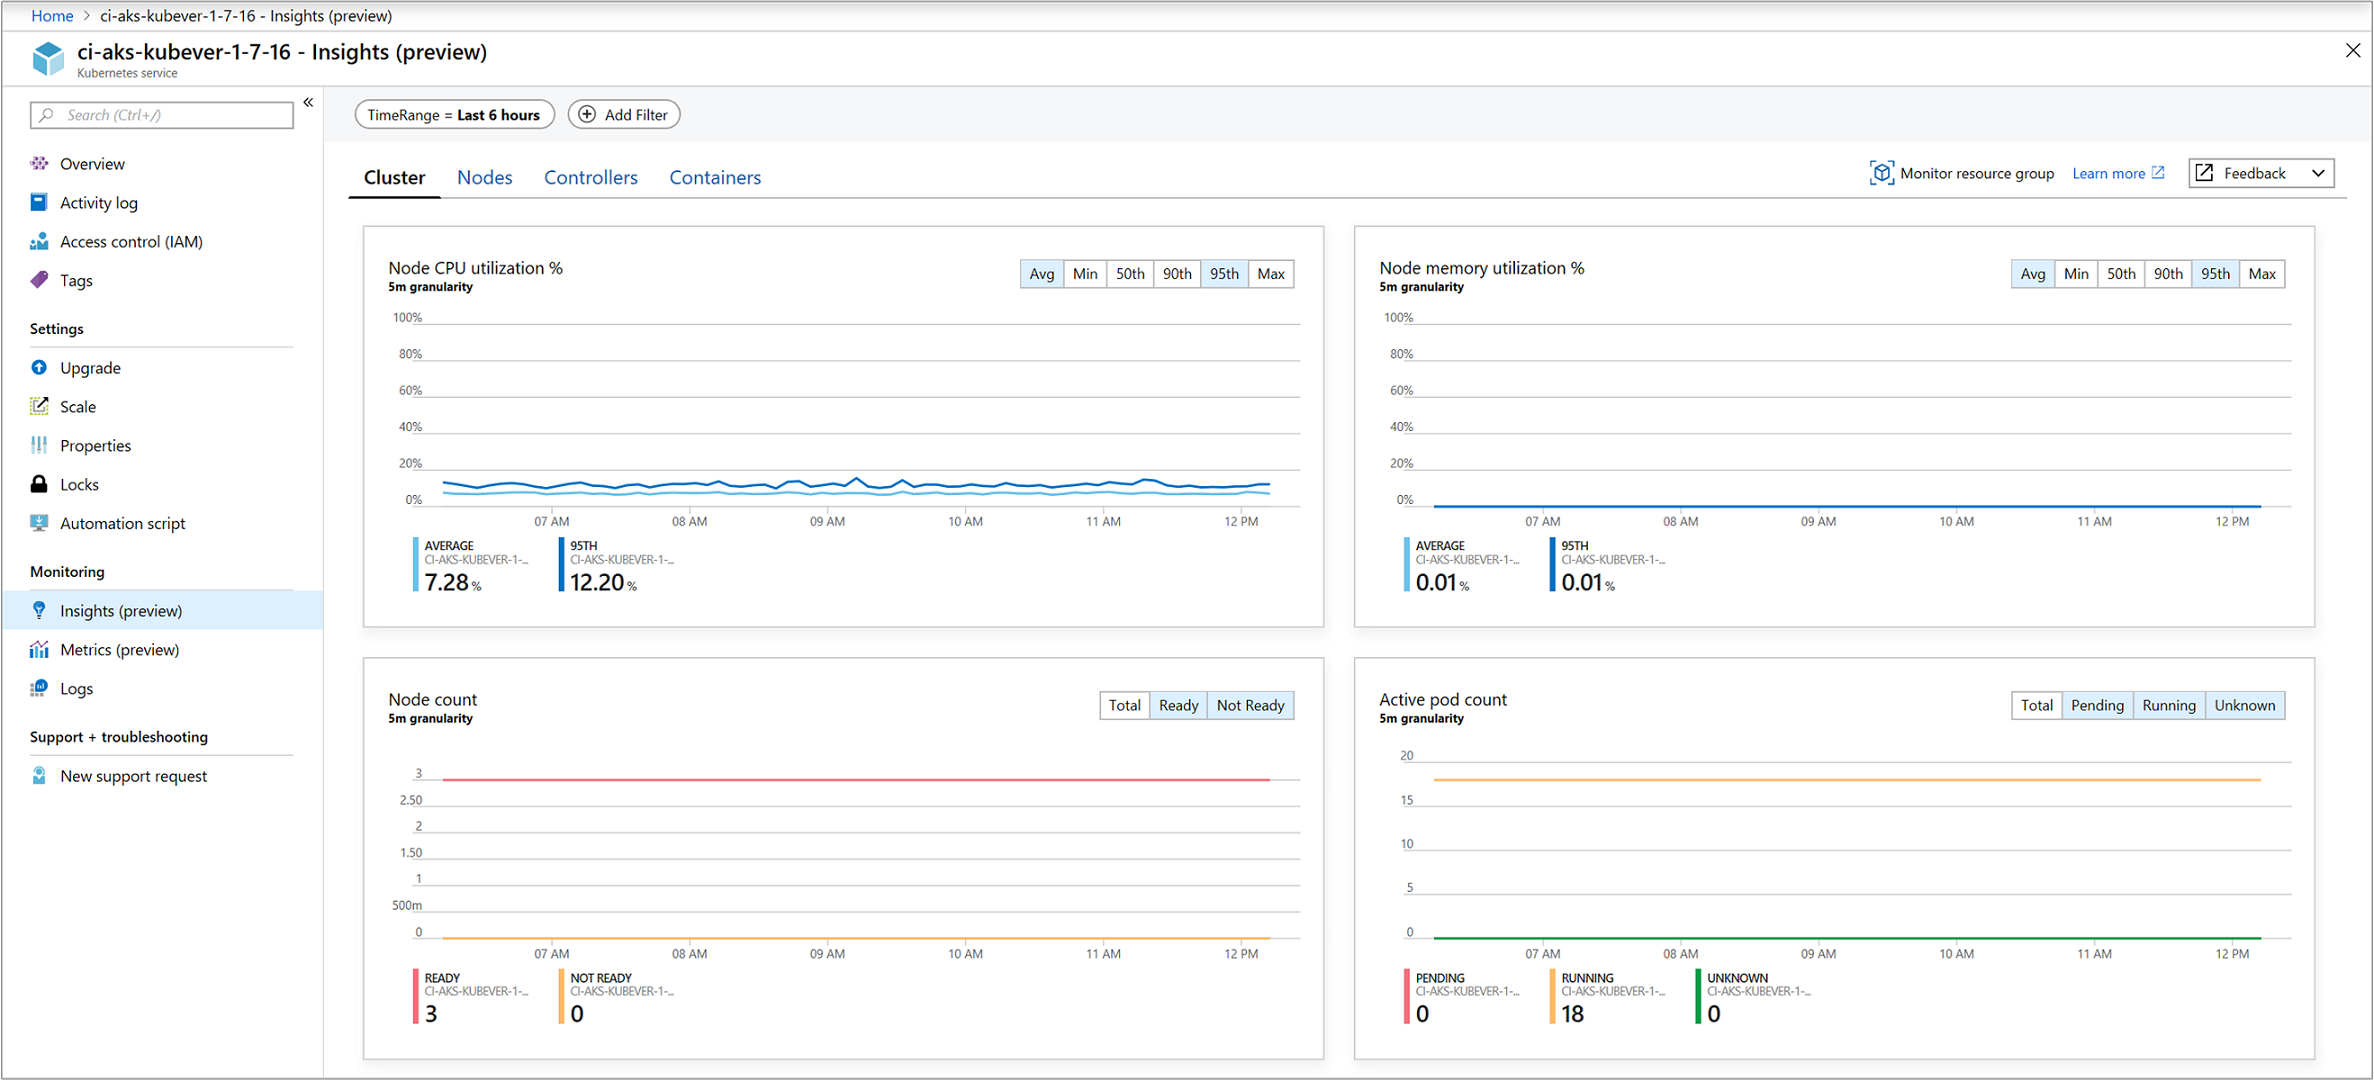 Home > ci-aks-kubever-1-7-16 - Insights (preview)
ci-aks-kubever-1-7-16 - Insights (preview)
Kubernetes service
Search (Ctrl+/)
«
Overview
Activity log
Access control (IAM)
Tags
Settings
Upgrade
Scale
Properties
Locks
Automation script
Monitoring
Insights (preview)
Metrics (preview)
Logs
Support + troubleshooting
New support request
TimeRange = Last 6 hours
Add Filter
Cluster Nodes Controllers Containers
Monitor resource group Learn more Feedback
Node CPU utilization %
5m granularity
Avg Min 50th 90th 95th Max
100%
80%
60%
40%
20%
0%
07 AM 08 AM 09 AM 10 AM 11 AM 12 PM
AVERAGE
CI-AKS-KUBEVER-1-...
7.28 %
95TH
CI-AKS-KUBEVER-1-...
12.20 %
Node memory utilization %
5m granularity
Avg Min 50th 90th 95th Max
100%
80%
60%
40%
20%
0%
07 AM 08 AM 09 AM 10 AM 11 AM 12 PM
AVERAGE
CI-AKS-KUBEVER-1-...
0.01 %
95TH
CI-AKS-KUBEVER-1-...
0.01 %
Node count
5m granularity
Total Ready Not Ready
3
2.50
2
1.50
1
500m
0
07 AM 08 AM 09 AM 10 AM 11 AM 12 PM
READY
CI-AKS-KUBEVER-1-...
3
NOT READY
CI-AKS-KUBEVER-1-...
0
Active pod count
5m granularity
Total Pending Running Unknown
20
15
10
5
0
07 AM 08 AM 09 AM 10 AM 11 AM 12 PM
PENDING
CI-AKS-KUBEVER-1-...
0
RUNNING
CI-AKS-KUBEVER-1-...
18
UNKNOWN
CI-AKS-KUBEVER-1-...
0